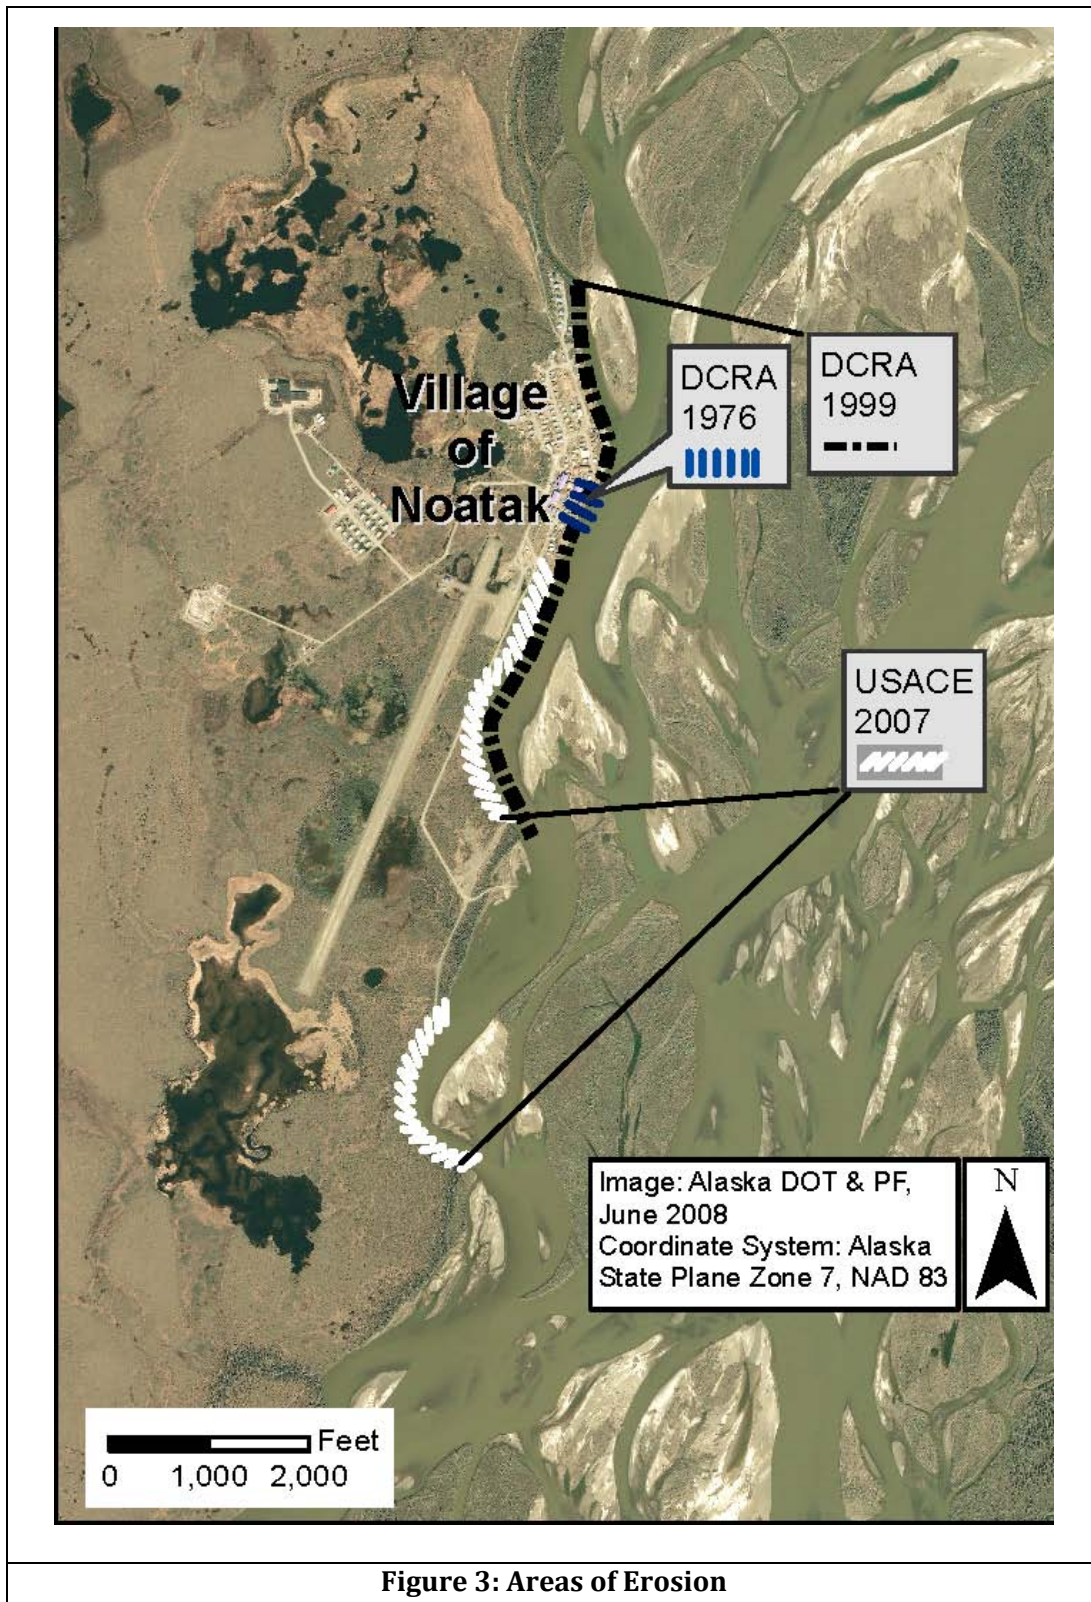 Village
of
Noatak
DCRA
1976
DCRA
1999
USACE
2007
Image: Alaska DOT & PF,
June 2008
Coordinate System: Alaska
State Plane Zone 7, NAD 83
N
Feet
0 1,000 2,000
Figure 3: Areas of Erosion